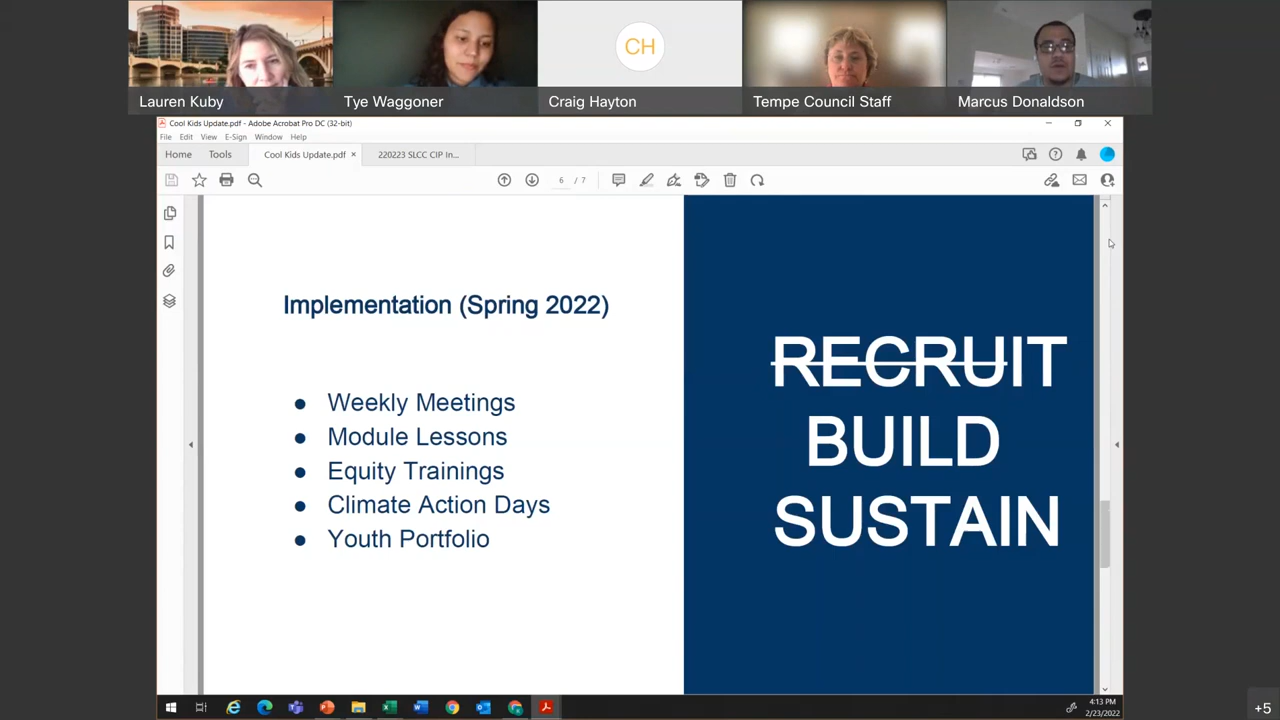 CH
Lauren Kuby
Tye Waggoner
Craig Hayton
Tempe Council Staff
Marcus Donaldson
Cool Kids Update.pdf - Adobe Acrobat Pro DC (32-bit)
File Edit View E-Sign Window Help
Home Tools Cool Kids Update.pdf × 220223 SLCC CIP In...
6 / 7
Implementation (Spring 2022)
● Weekly Meetings
● Module Lessons
● Equity Trainings
● Climate Action Days
● Youth Portfolio
RECRUIT
BUILD
SUSTAIN
4:13 PM
2/23/2022
+5